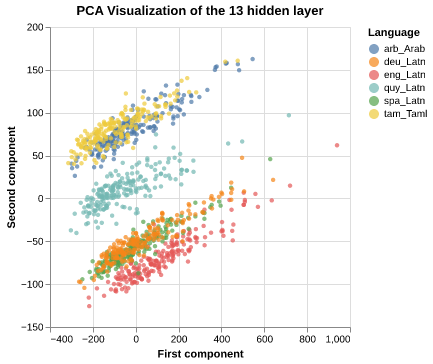 PCA Visualization of the 13 hidden layer
Language
arb_Arab
deu_Latn
eng_Latn
quy_Latn
spa_Latn
tam_Taml
200
150
100
50
0
−50
−100
−150
Second component
−400 −200 0 200 400 600 800 1,000
First component